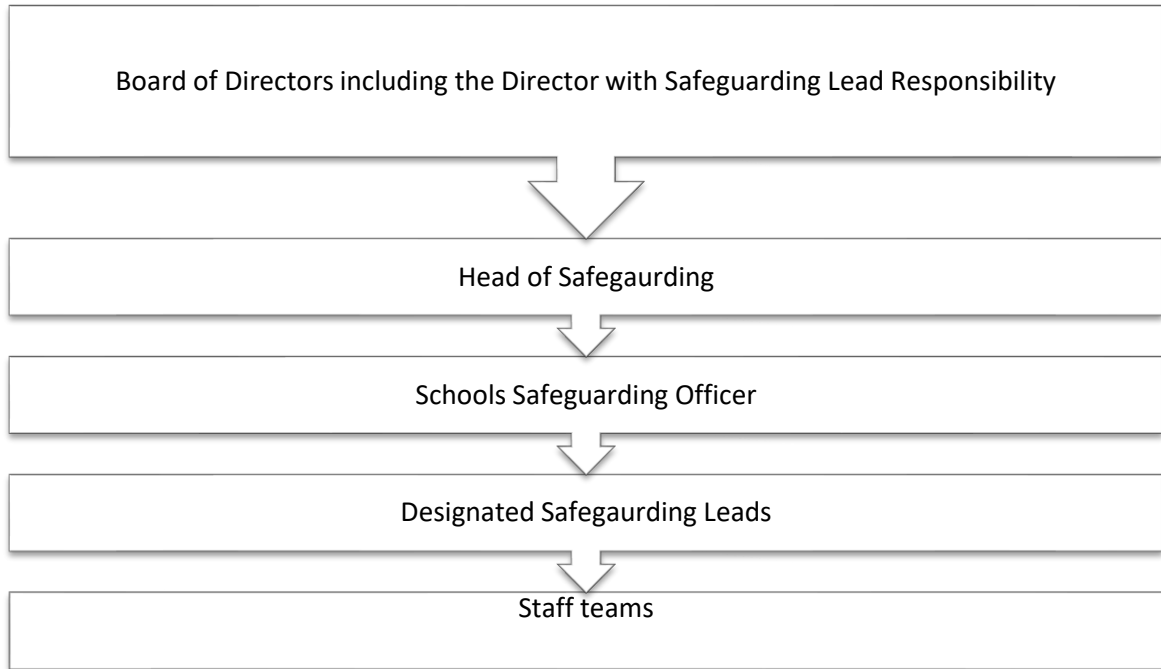 Board of Directors including the Director with Safeguarding Lead Responsibility
Head of Safegaurding
Schools Safeguarding Officer
Designated Safegaurding Leads
Staff teams